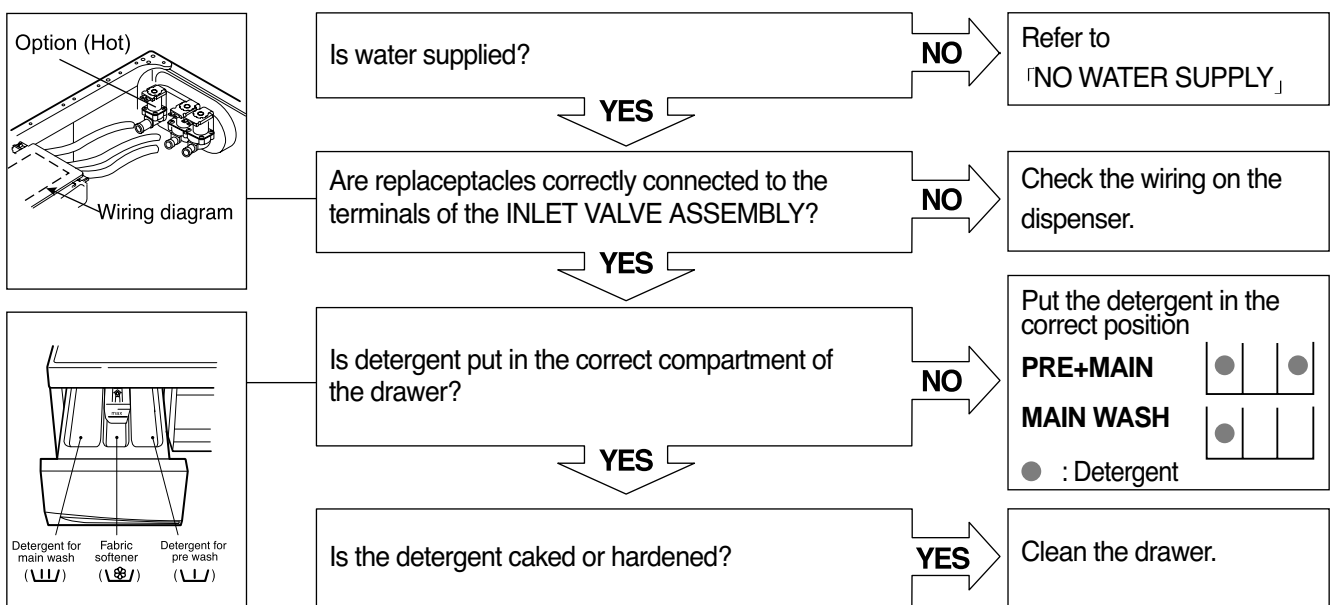 Option (Hot)
Wiring diagram
Is water supplied?
NO
Refer to
「NO WATER SUPPLY」
YES
Are replaceptacles correctly connected to the
terminals of the INLET VALVE ASSEMBLY?
NO
Check the wiring on the
dispenser.
YES
max
Detergent for
main wash
Fabric
softener
Detergent for
pre wash
Is detergent put in the correct compartment of
the drawer?
NO
Put the detergent in the
correct position
PRE+MAIN
MAIN WASH
: Detergent
YES
Is the detergent caked or hardened?
YES
Clean the drawer.